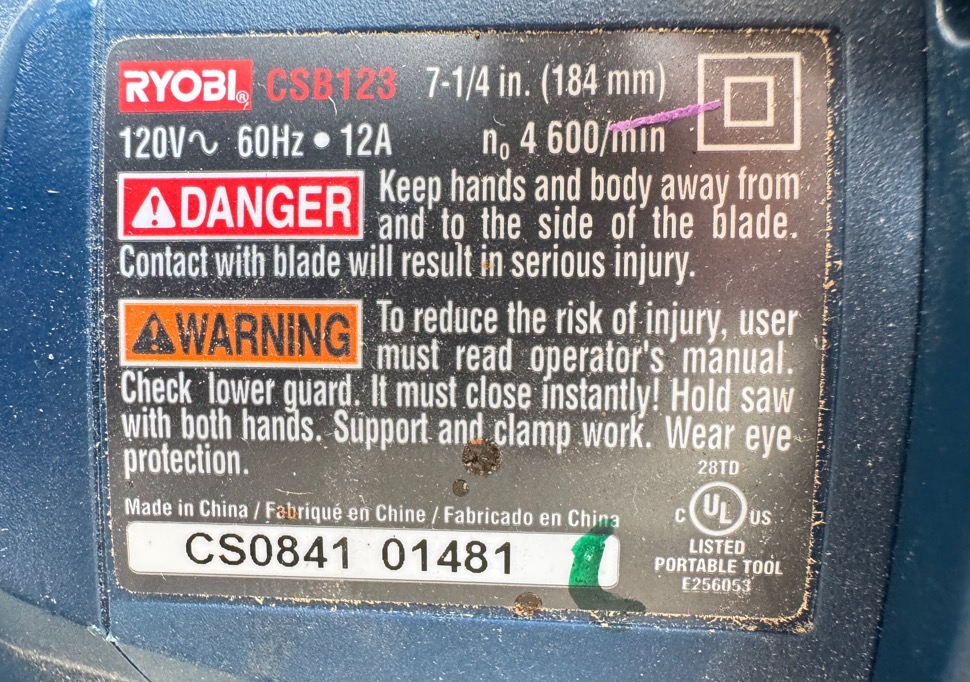 RYOBI® CSB123 7-1/4 in. (184 mm)
120V∿ 60Hz • 12A n₀ 4 600/min
⚠DANGER Keep hands and body away from
and to the side of the blade.
Contact with blade will result in serious injury.
⚠WARNING To reduce the risk of injury, user
must read operator's manual.
Check lower guard. It must close instantly! Hold saw
with both hands. Support and clamp work. Wear eye
protection.
28TD
Made in China / Fabriqué en Chine / Fabricado en China
C UL US
CS0841 01481
LISTED
PORTABLE TOOL
E256053